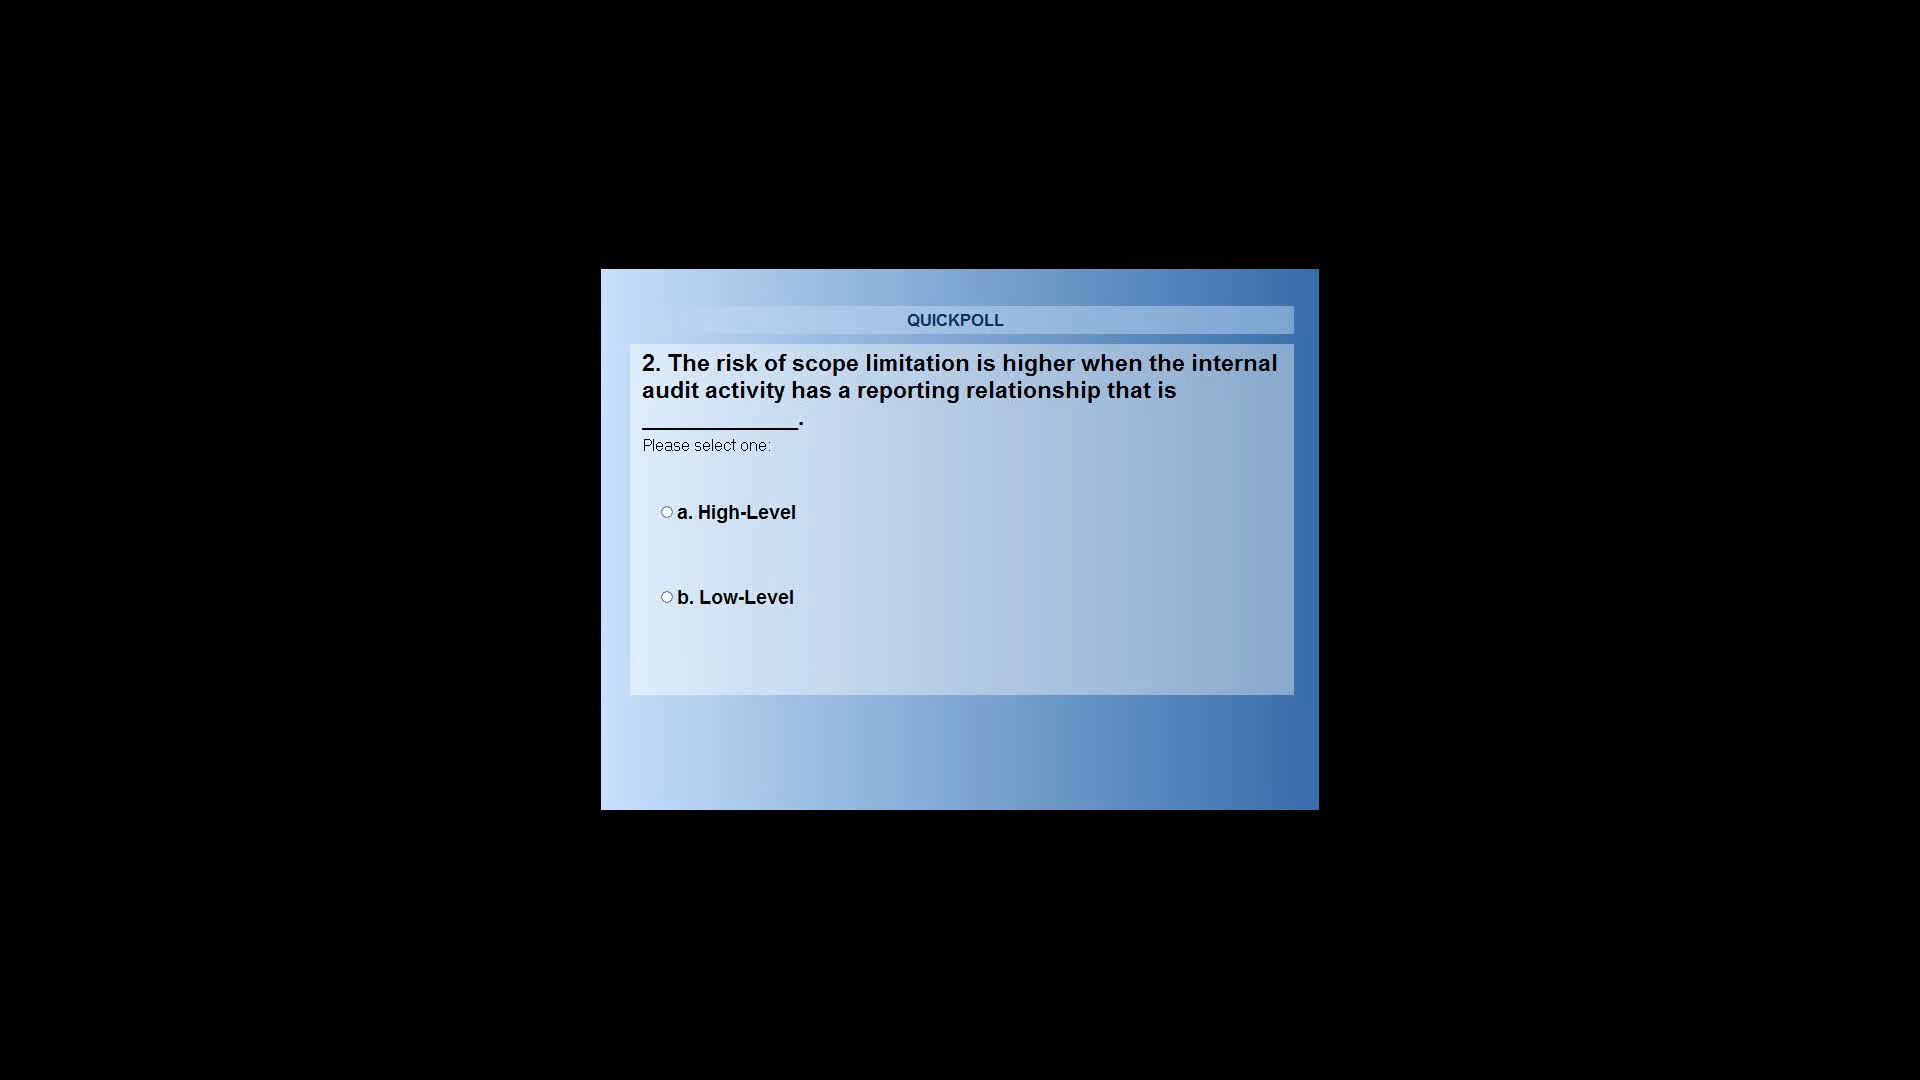 QUICKPOLL
2. The risk of scope limitation is higher when the internal
audit activity has a reporting relationship that is
____________.
Please select one:
a. High-Level
b. Low-Level